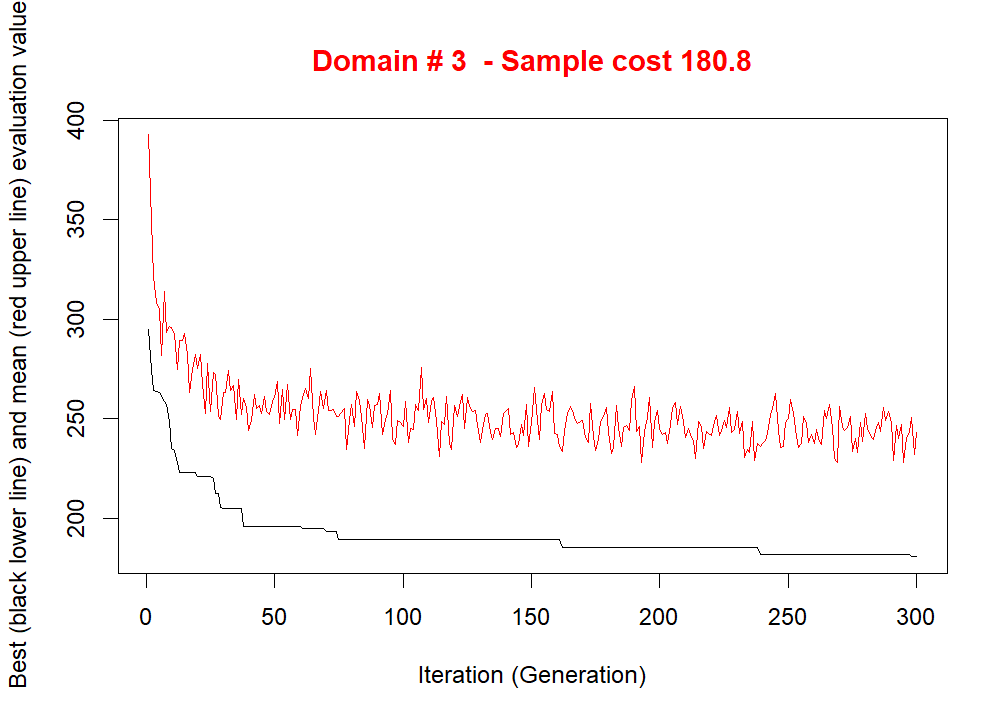 Domain # 3  - Sample cost 180.8
Best (black lower line) and mean (red upper line) evaluation value
400
350
300
250
200
0 50 100 150 200 250 300
Iteration (Generation)